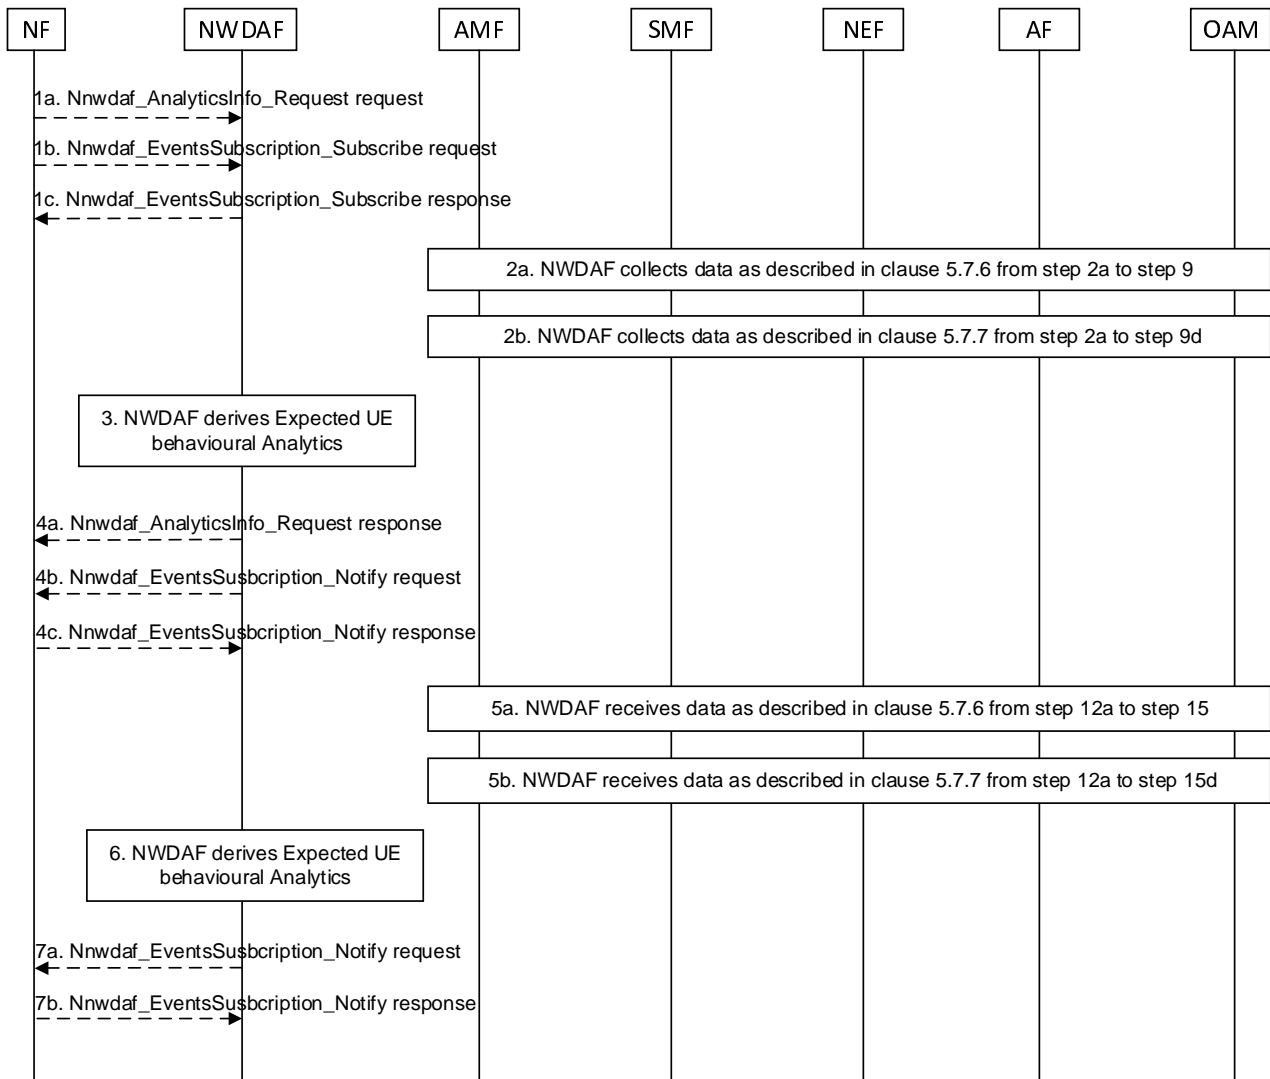 NF NWDAF AMF SMF NEF AF OAM
1a. Nnwdaf_AnalyticsInfo_Request request
1b. Nnwdaf_EventsSubscription_Subscribe request
1c. Nnwdaf_EventsSubscription_Subscribe response
2a. NWDAF collects data as described in clause 5.7.6 from step 2a to step 9
2b. NWDAF collects data as described in clause 5.7.7 from step 2a to step 9d
3. NWDAF derives Expected UE
behavioural Analytics
4a. Nnwdaf_AnalyticsInfo_Request response
4b. Nnwdaf_EventsSusbcription_Notify request
4c. Nnwdaf_EventsSusbcription_Notify response
5a. NWDAF receives data as described in clause 5.7.6 from step 12a to step 15
5b. NWDAF receives data as described in clause 5.7.7 from step 12a to step 15d
6. NWDAF derives Expected UE
behavioural Analytics
7a. Nnwdaf_EventsSusbcription_Notify request
7b. Nnwdaf_EventsSusbcription_Notify response